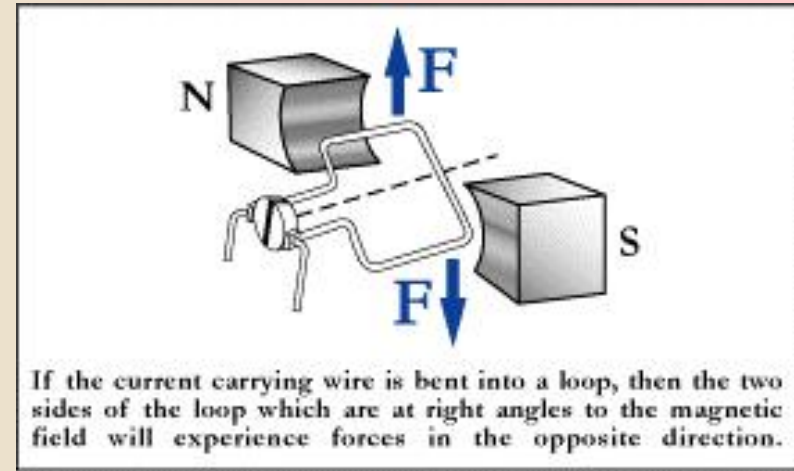 N
F
S
F
If the current carrying wire is bent into a loop, then the two
sides of the loop which are at right angles to the magnetic
field will experience forces in the opposite direction.